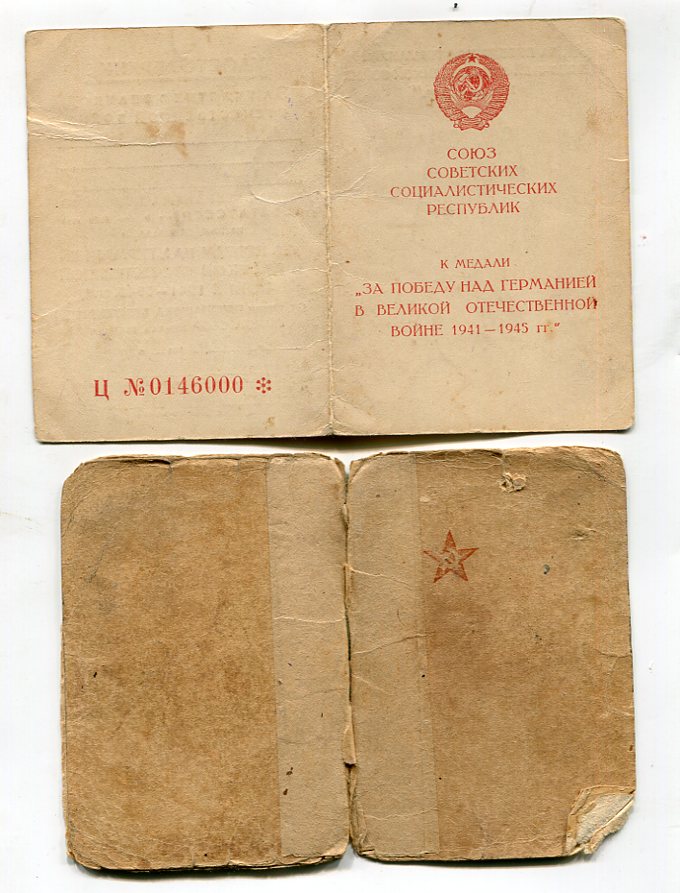 СОЮЗ
СОВЕТСКИХ
СОЦИАЛИСТИЧЕСКИХ
РЕСПУБЛИК
К МЕДАЛИ
„ЗА ПОБЕДУ НАД ГЕРМАНИЕЙ
В ВЕЛИКОЙ ОТЕЧЕСТВЕННОЙ
ВОЙНЕ 1941—1945 гг.“
Ц №0146000 ✻